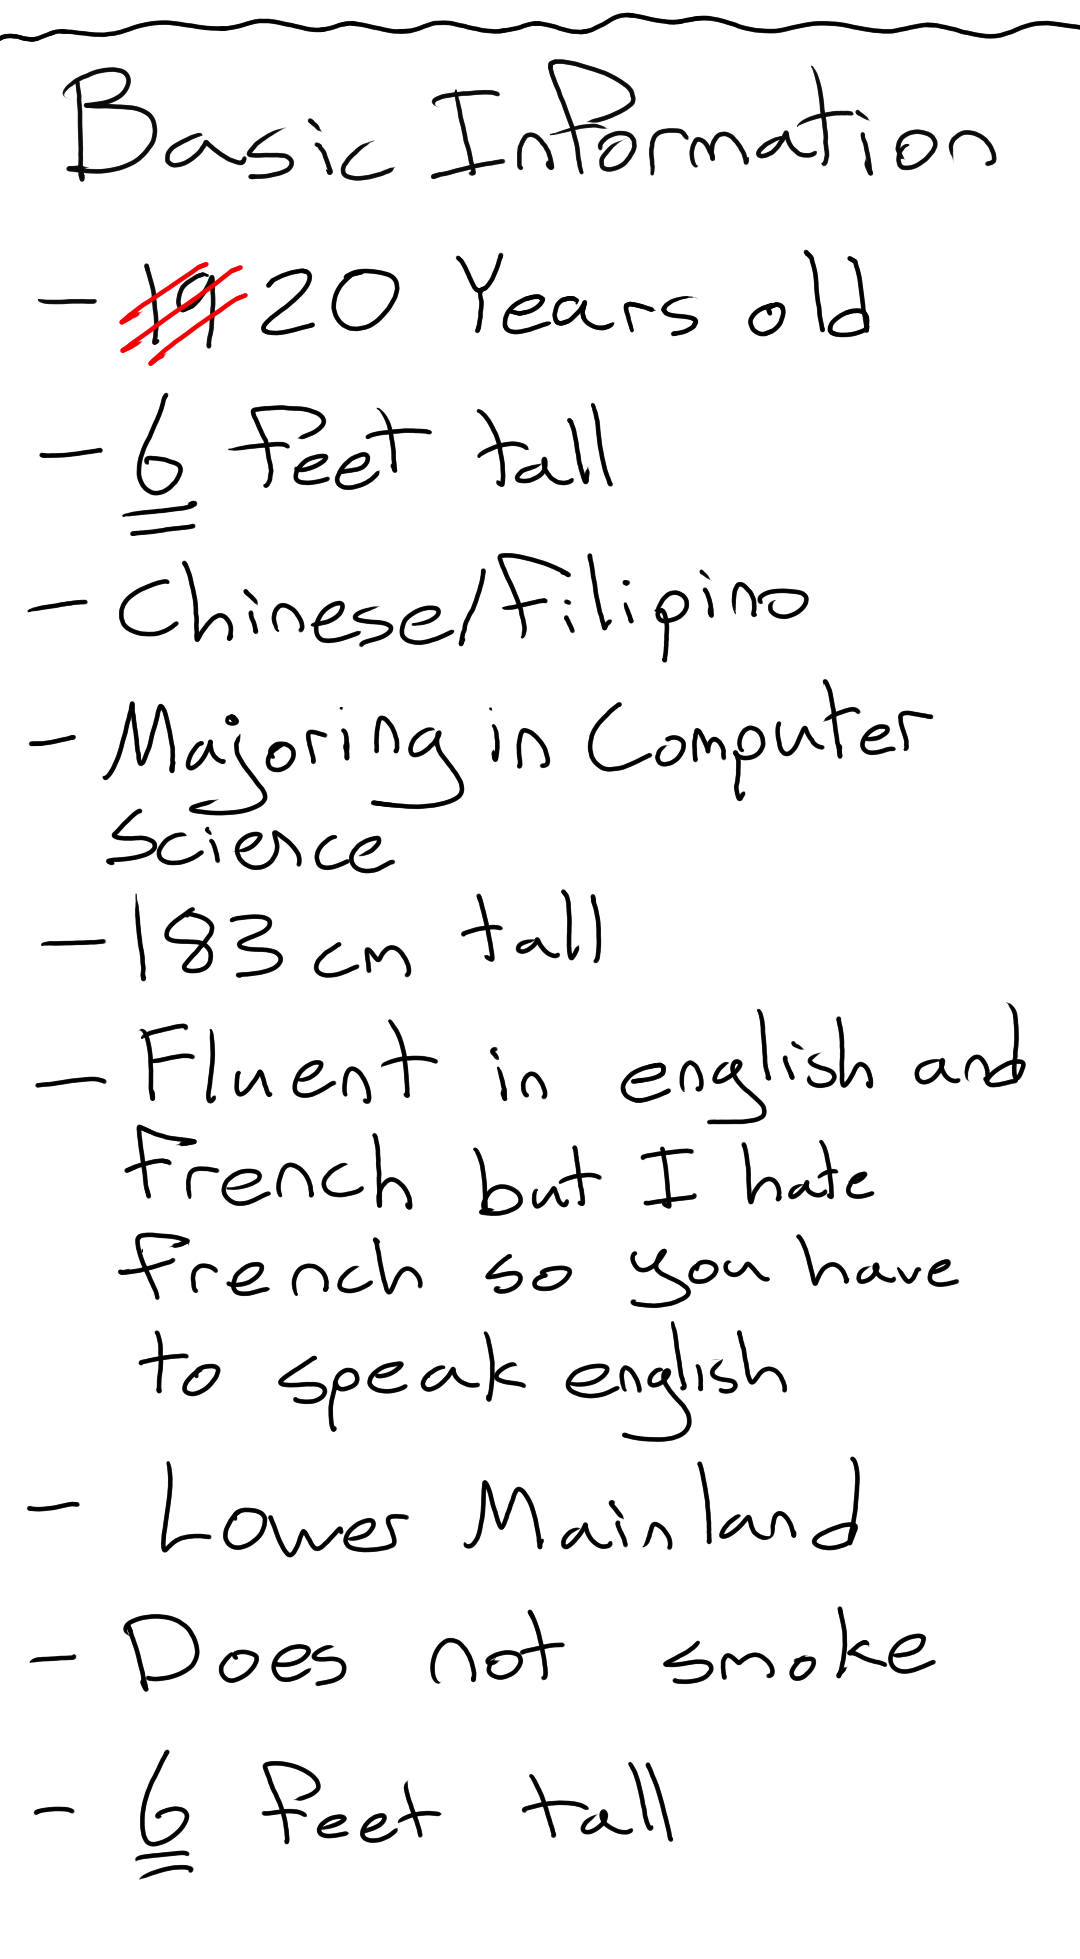 Basic Information
- 19 20 Years old
- 6 feet tall
- Chinese/Filipino
- Majoring in Computer
science
- 183 cm tall
- Fluent in english and
french but I hate
french so you have
to speak english
- Lower Mainland
- Does not smoke
- 6 feet tall